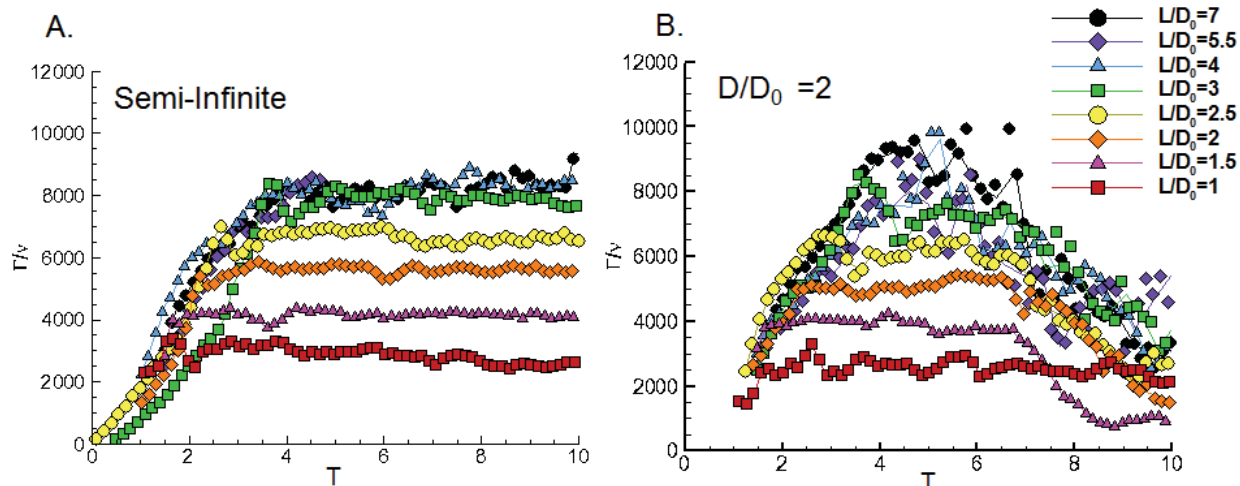 A.
Semi-Infinite
12000
10000
8000
6000
4000
2000
0
Γ/ν
0 2 4 6 8 10
T
B.
D/D₀ =2
12000
10000
8000
6000
4000
2000
0
Γ/ν
0 2 4 6 8 10
T
L/D₀=7
L/D₀=5.5
L/D₀=4
L/D₀=3
L/D₀=2.5
L/D₀=2
L/D₀=1.5
L/D₀=1